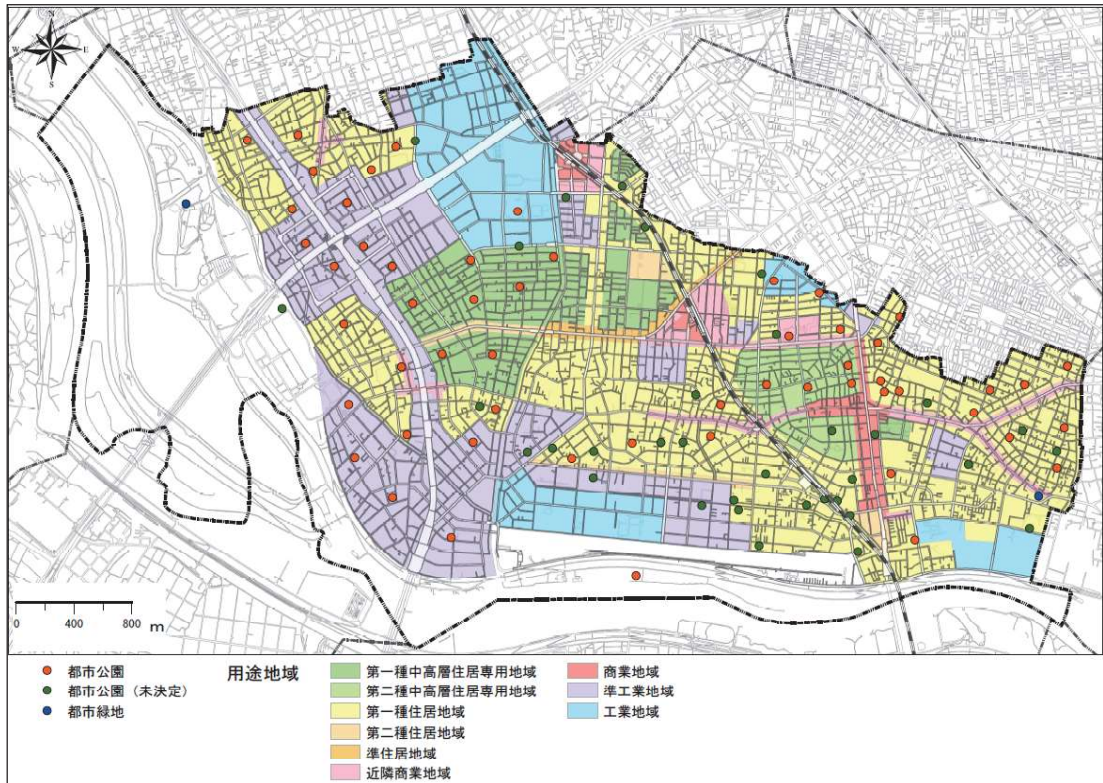 N
W
E
S
0 400 800 m
都市公園
都市公園（未決定）
都市緑地
用途地域
第一種中高層住居専用地域
第二種中高層住居専用地域
第一種住居地域
第二種住居地域
準住居地域
近隣商業地域
商業地域
準工業地域
工業地域